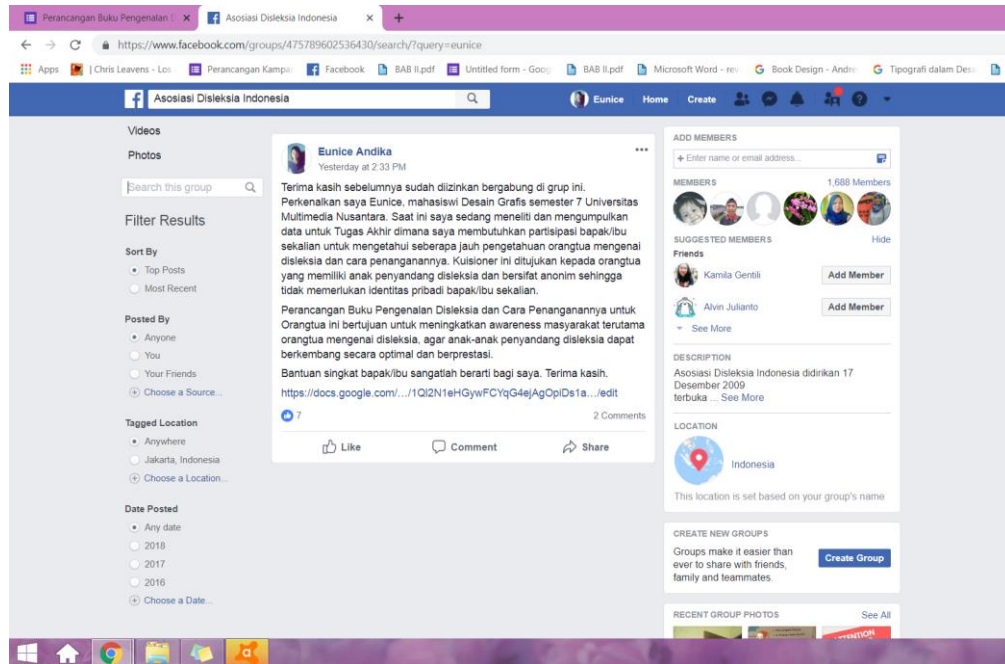 Perancangan Buku Pengenalan D
Asosiasi Disleksia Indonesia
https://www.facebook.com/groups/475789602536430/search/?query=eunice
Apps
| Chris Leavens - Los
Perancangan Kampa
Facebook
BAB II.pdf
Untitled form - Goo
BAB II.pdf
Microsoft Word - rev
Book Design - Andre
Tipografi dalam Des
Asosiasi Disleksia Indonesia
Eunice
Home
Create
Videos
Photos
Search this group
Filter Results
Sort By
Top Posts
Most Recent
Posted By
Anyone
You
Your Friends
Choose a Source...
Tagged Location
Anywhere
Jakarta, Indonesia
Choose a Location...
Date Posted
Any date
2018
2017
2016
Choose a Date...
Eunice Andika
Yesterday at 2:33 PM
Terima kasih sebelumnya sudah diizinkan bergabung di grup ini.
Perkenalkan saya Eunice, mahasiswi Desain Grafis semester 7 Universitas
Multimedia Nusantara. Saat ini saya sedang meneliti dan mengumpulkan
data untuk Tugas Akhir dimana saya membutuhkan partisipasi bapak/ibu
sekalian untuk mengetahui seberapa jauh pengetahuan orangtua mengenai
disleksia dan cara penanganannya. Kuisioner ini ditujukan kepada orangtua
yang memiliki anak penyandang disleksia dan bersifat anonim sehingga
tidak memerlukan identitas pribadi bapak/ibu sekalian.
Perancangan Buku Pengenalan Disleksia dan Cara Penanganannya untuk
Orangtua ini bertujuan untuk meningkatkan awareness masyarakat terutama
orangtua mengenai disleksia, agar anak-anak penyandang disleksia dapat
berkembang secara optimal dan berprestasi.
Bantuan singkat bapak/ibu sangatlah berarti bagi saya. Terima kasih.
https://docs.google.com/.../1Ql2N1eHGywFCYqG4ejAgOpIDs1a.../edit
7
2 Comments
Like
Comment
Share
ADD MEMBERS
+ Enter name or email address...
MEMBERS
1,688 Members
SUGGESTED MEMBERS
Hide
Friends
Kamila Gentili
Add Member
Alvin Julianto
Add Member
See More
DESCRIPTION
Asosiasi Disleksia Indonesia didirikan 17
Desember 2009
terbuka ... See More
LOCATION
Indonesia
This location is set based on your group's name
CREATE NEW GROUPS
Groups make it easier than
ever to share with friends,
family and teammates.
Create Group
RECENT GROUP PHOTOS
See All